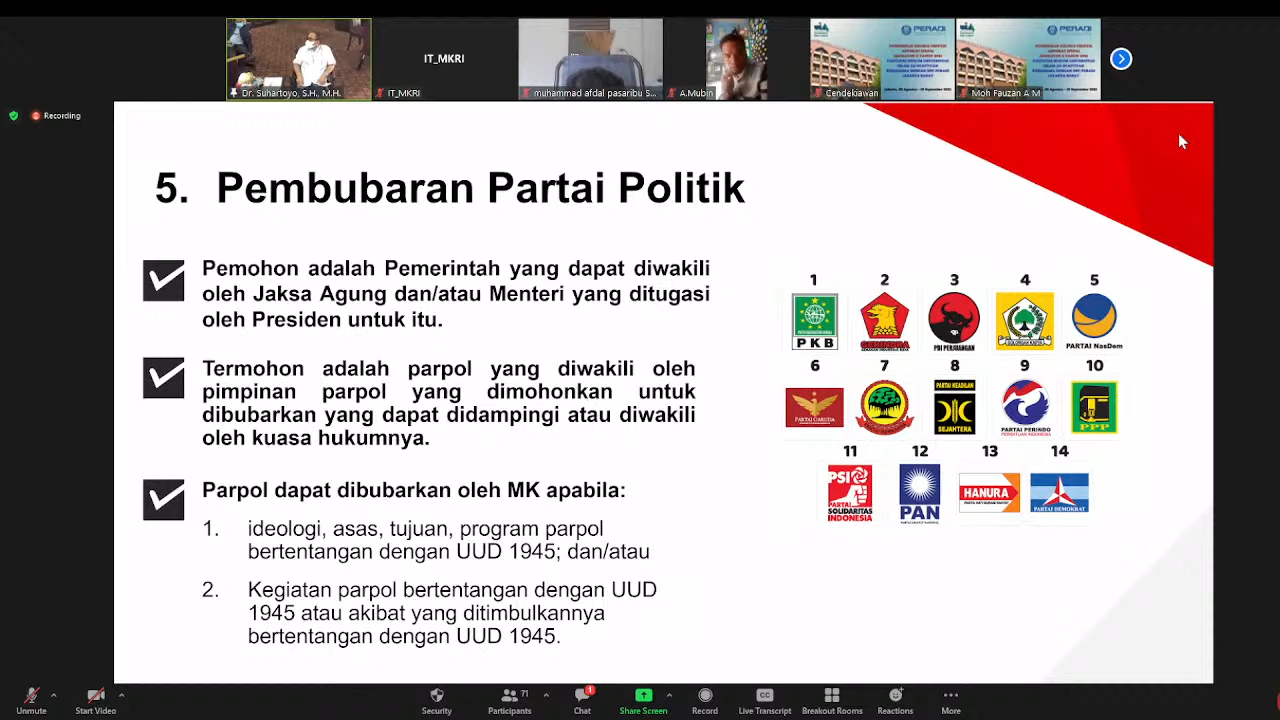 IT_MKRI
Dr. Suhartoyo, S.H., M.H.
IT_MKRI
muhammad afdal pasaribu S...
A.Mubin
Cendekiawan
Moh Fauzan A M
PERADI
PERADI
Recording
5. Pembubaran Partai Politik
Pemohon adalah Pemerintah yang dapat diwakili
oleh Jaksa Agung dan/atau Menteri yang ditugasi
oleh Presiden untuk itu.
Termohon adalah parpol yang diwakili oleh
pimpinan parpol yang dimohonkan untuk
dibubarkan yang dapat didampingi atau diwakili
oleh kuasa hukumnya.
Parpol dapat dibubarkan oleh MK apabila:
1. ideologi, asas, tujuan, program parpol
bertentangan dengan UUD 1945; dan/atau
2. Kegiatan parpol bertentangan dengan UUD
1945 atau akibat yang ditimbulkannya
bertentangan dengan UUD 1945.
1 2 3 4 5
PKB
GERINDRA
PDI PERJUANGAN
GOLONGAN KARYA
PARTAI NasDem
6 7 8 9 10
PARTAI GARUDA
PARTAI KEADILAN
SEJAHTERA
PARTAI PERINDO
PERSATUAN INDONESIA
PPP
11 12 13 14
PSI
PARTAI
SOLIDARITAS
INDONESIA
PAN
HANURA
PARTAI DEMOKRAT
Unmute
Start Video
Security
71
Participants
1
Chat
Share Screen
Record
CC
Live Transcript
Breakout Rooms
Reactions
More